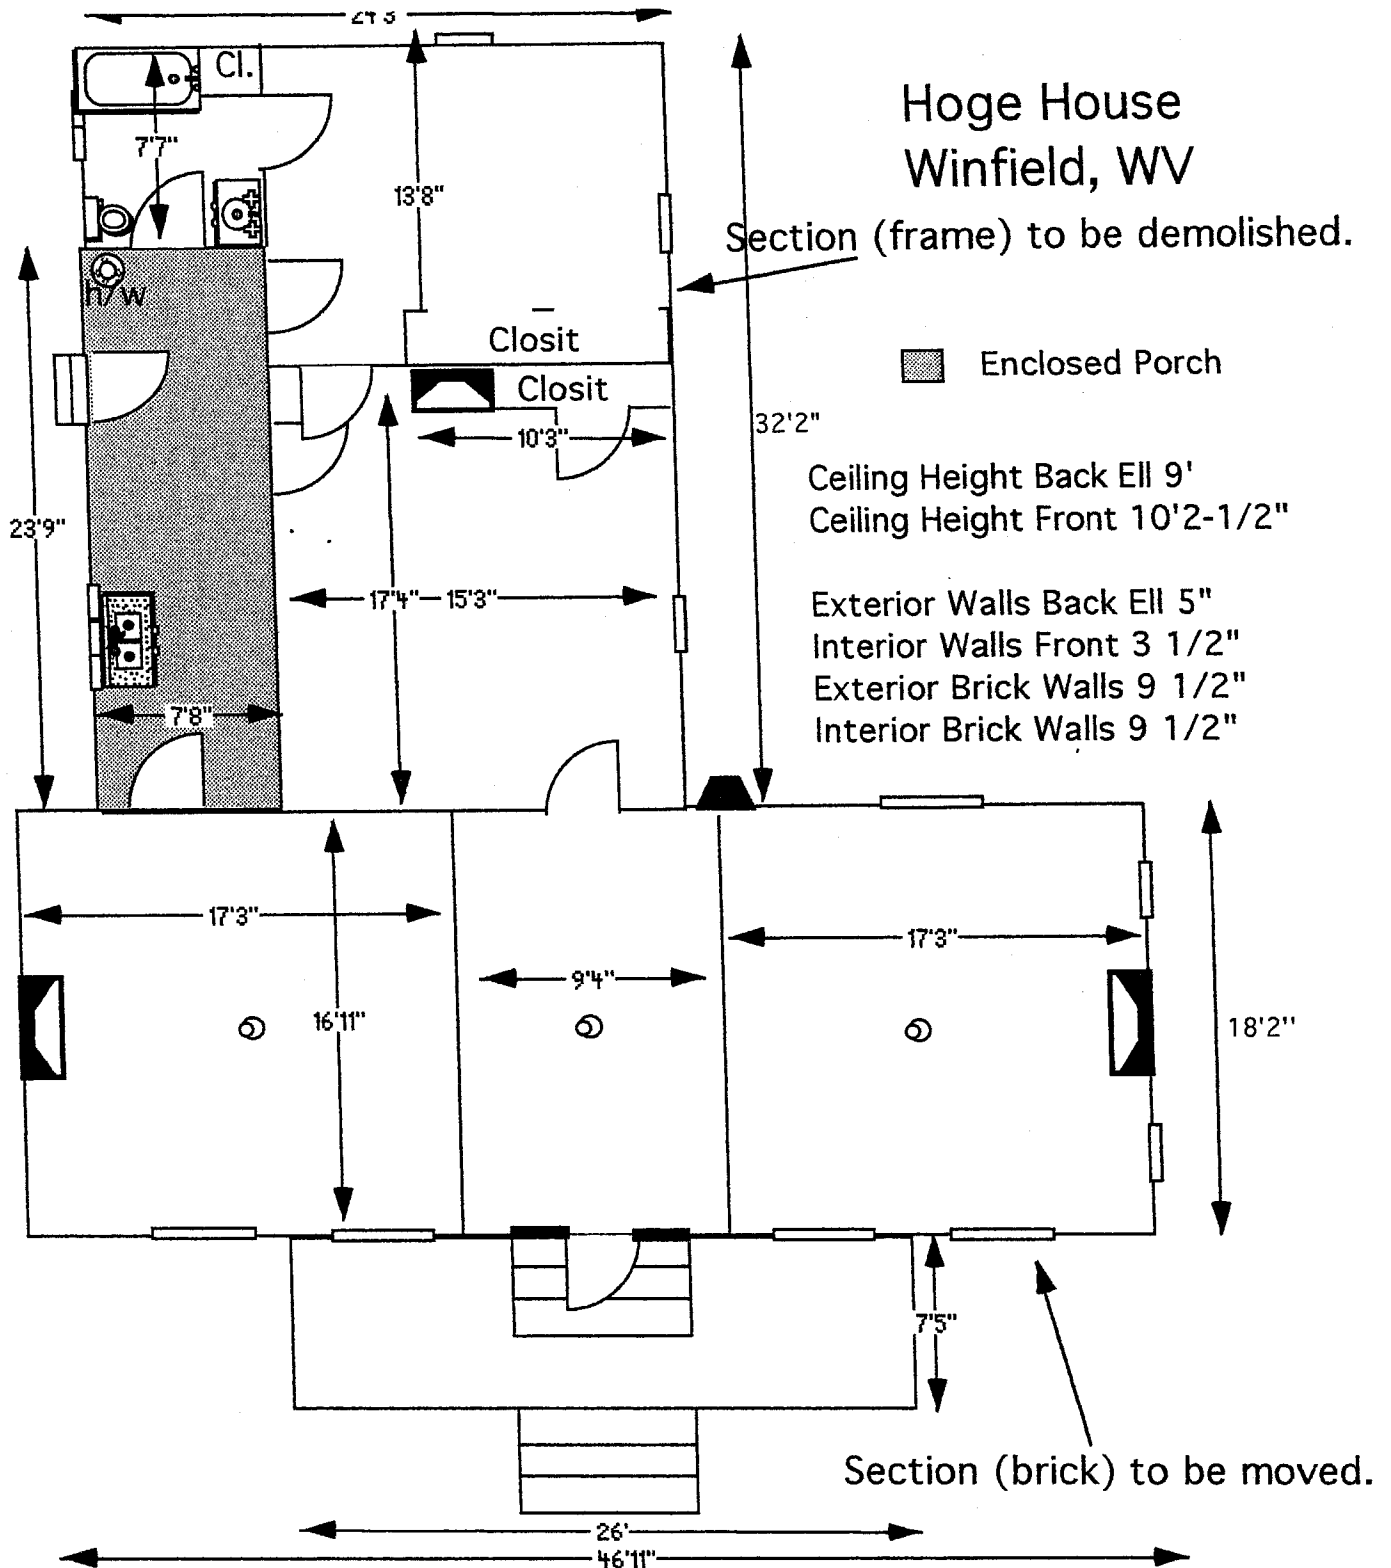 24'3
Cl.
Hoge House
Winfield, WV
7'7"
13'8"
Section (frame) to be demolished.
h/w
Closit
Enclosed Porch
Closit
10'3"
32'2"
Ceiling Height Back Ell 9'
Ceiling Height Front 10'2-1/2"
23'9"
17'4" 15'3"
Exterior Walls Back Ell 5"
Interior Walls Front 3 1/2"
Exterior Brick Walls 9 1/2"
Interior Brick Walls 9 1/2"
7'8"
17'3"
17'3"
9'4"
16'11"
18'2"
7'5"
Section (brick) to be moved.
26'
46'11"